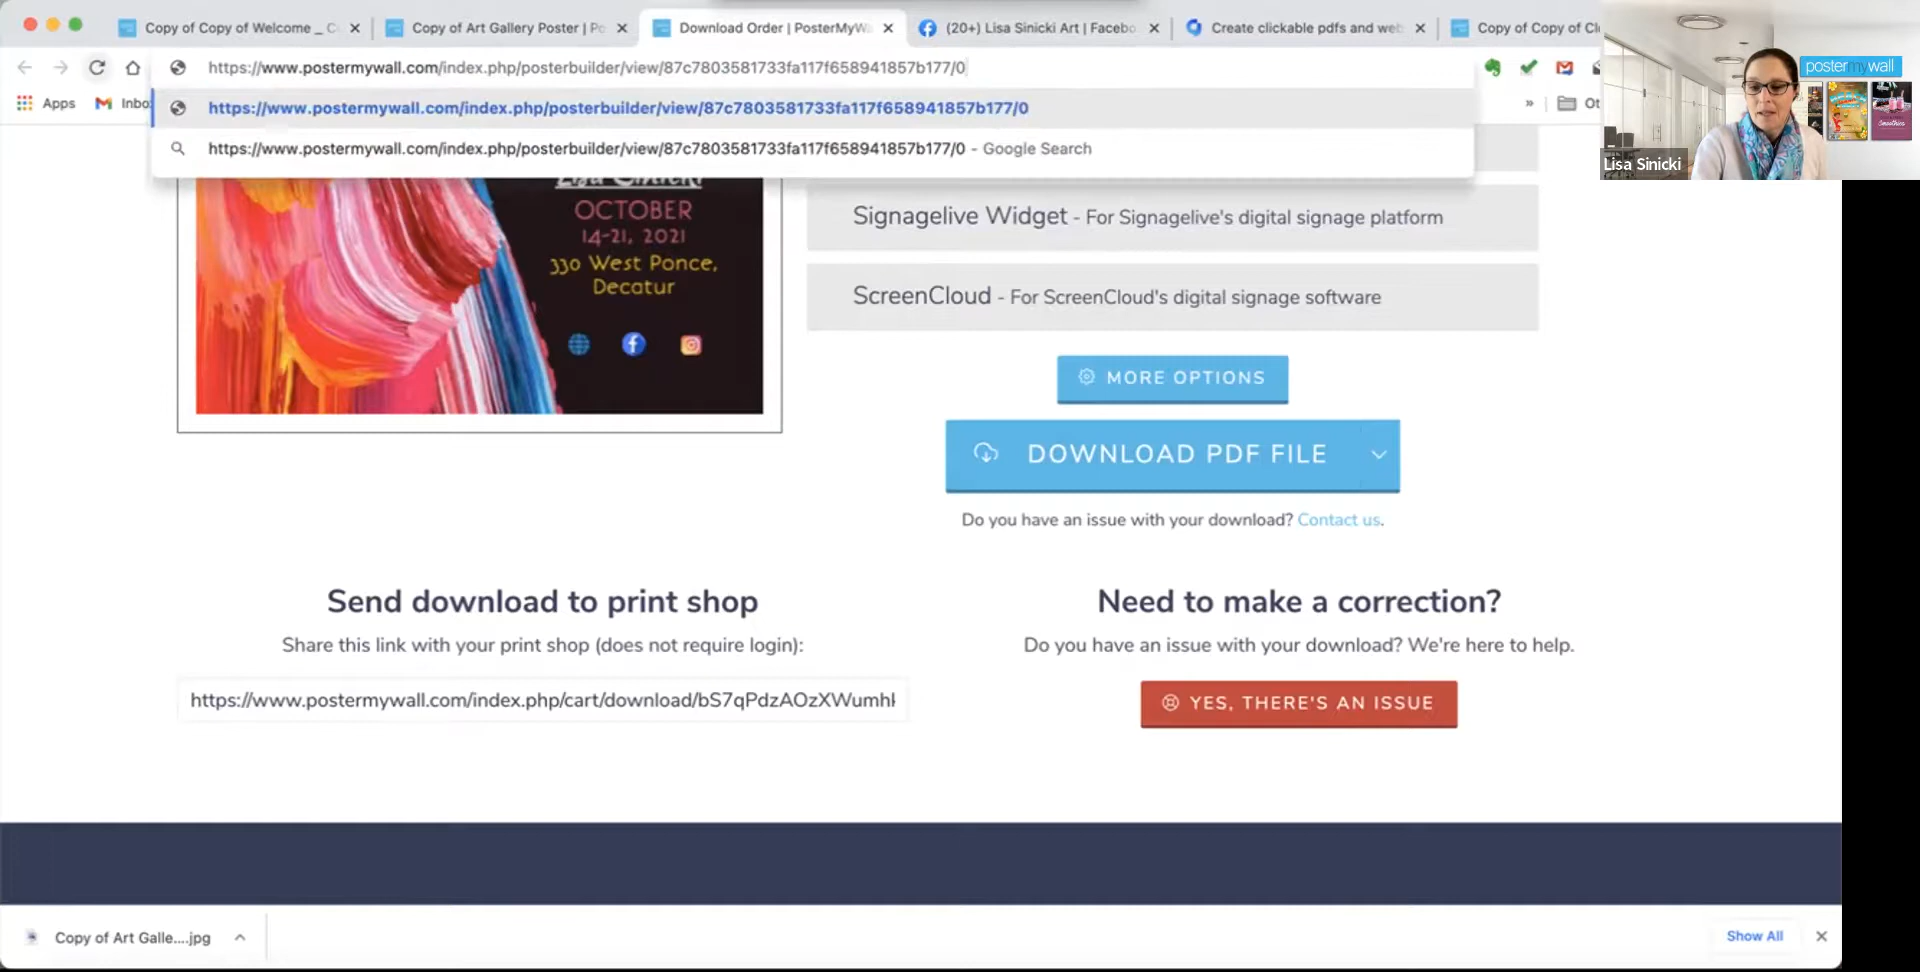 Copy of Copy of Welcome _ C
Copy of Art Gallery Poster | Po
Download Order | PosterMyWa
(20+) Lisa Sinicki Art | Facebo
Create clickable pdfs and web
Copy of Copy of Cl
https://www.postermywall.com/index.php/posterbuilder/view/87c7803581733fa117f658941857b177/0
Apps
Inbo
https://www.postermywall.com/index.php/posterbuilder/view/87c7803581733fa117f658941857b177/0
» Ot
https://www.postermywall.com/index.php/posterbuilder/view/87c7803581733fa117f658941857b177/0 - Google Search
postermywall
Smoothies
Lisa Sinicki
Lisa Sinicki
OCTOBER
14-21, 2021
330 West Ponce,
Decatur
Signagelive Widget - For Signagelive's digital signage platform
ScreenCloud - For ScreenCloud's digital signage software
MORE OPTIONS
DOWNLOAD PDF FILE
Do you have an issue with your download? Contact us.
Send download to print shop
Share this link with your print shop (does not require login):
https://www.postermywall.com/index.php/cart/download/bS7qPdzAOzXWumhl
Need to make a correction?
Do you have an issue with your download? We're here to help.
YES, THERE'S AN ISSUE
Copy of Art Galle....jpg
Show All